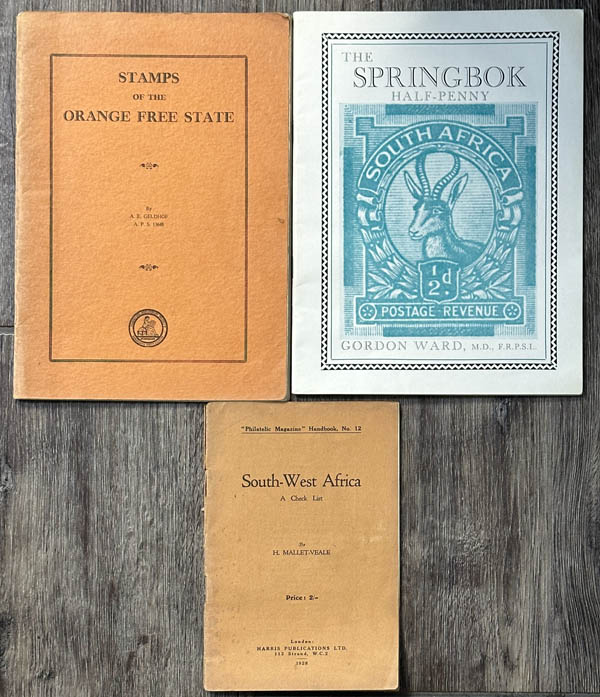 STAMPS
OF THE
ORANGE FREE STATE
By
A. E. GELDHOF
A. P. S. 13668
THE
SPRINGBOK
HALF-PENNY
SOUTH AFRICA
½d.
POSTAGE · REVENUE
GORDON WARD, M.D., F.R.P.S.L.
"Philatelic Magazine" Handbook, No. 12
South-West Africa
A Check List
By
H. MALLET-VEALE
Price: 2/-
London:
HARRIS PUBLICATIONS LTD.
112 Strand, W.C.2
1928